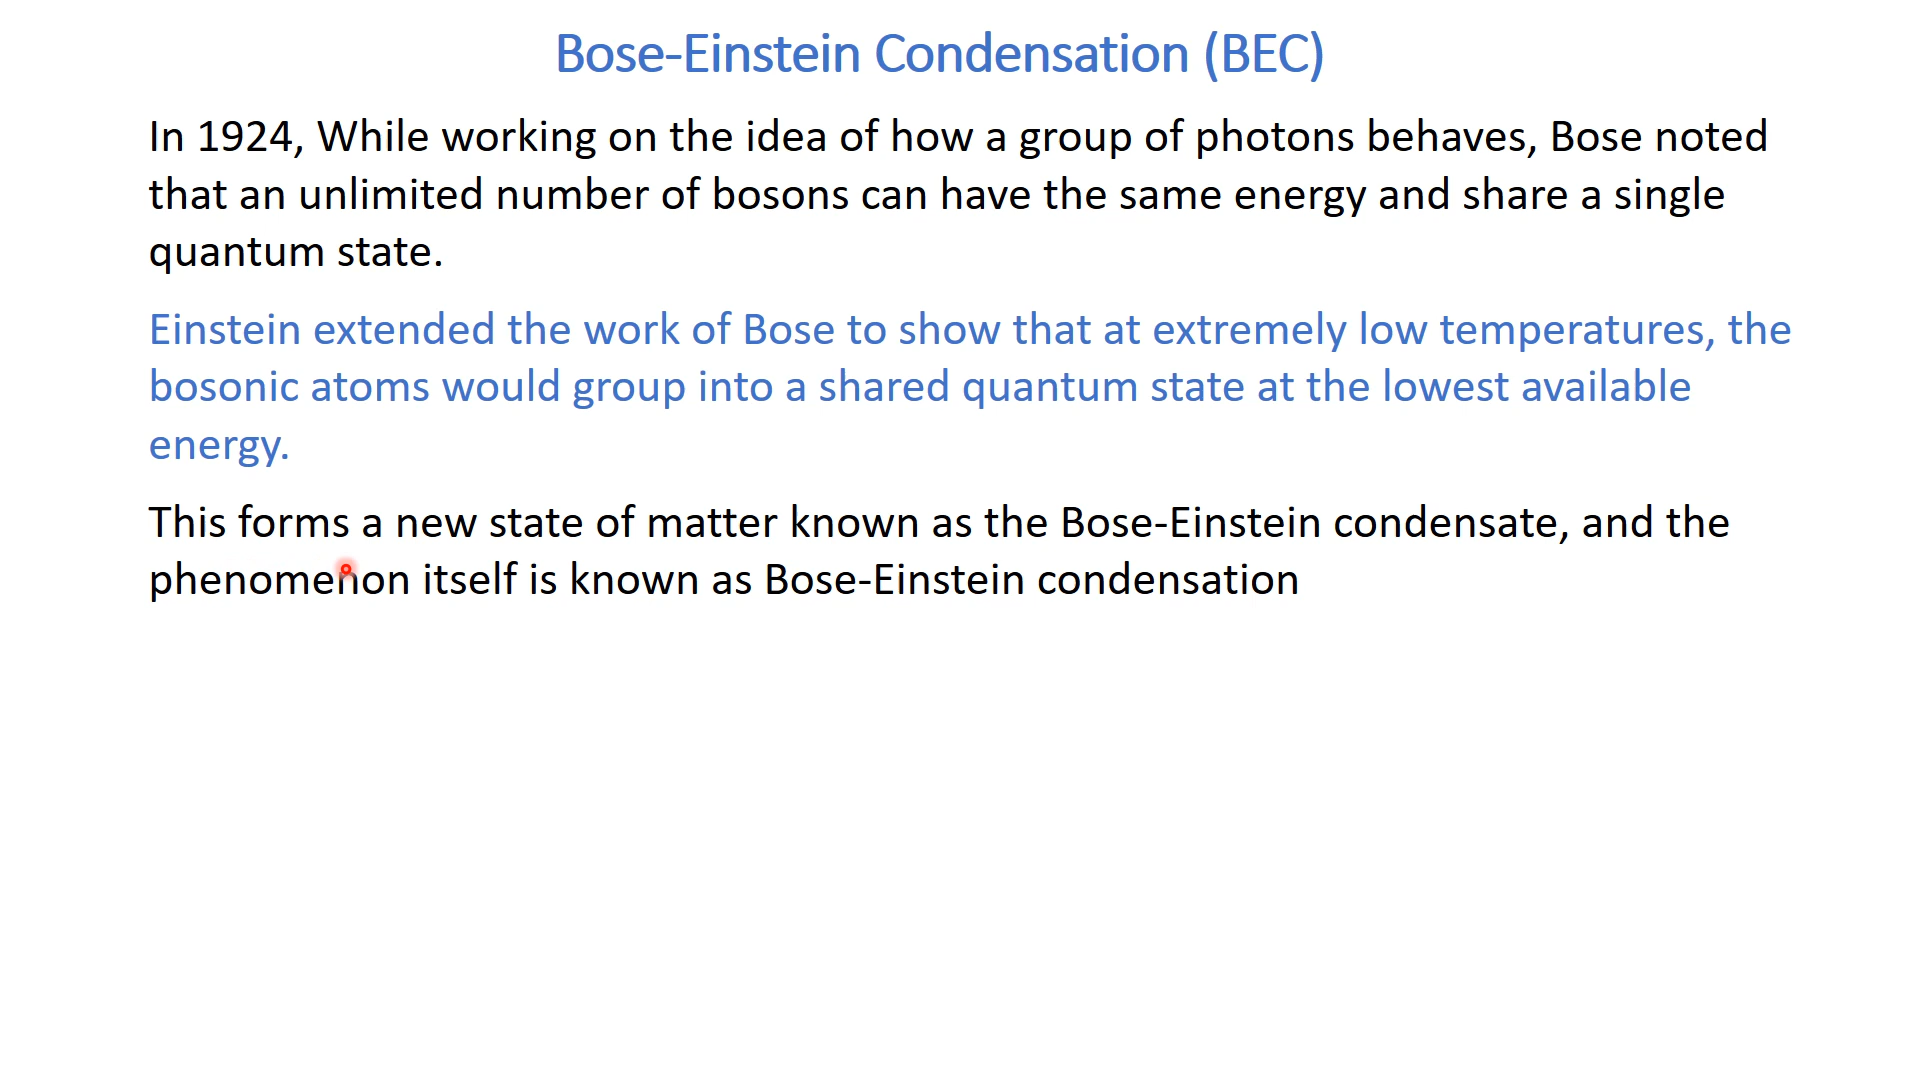 Bose-Einstein Condensation (BEC)
In 1924, While working on the idea of how a group of photons behaves, Bose noted
that an unlimited number of bosons can have the same energy and share a single
quantum state.
Einstein extended the work of Bose to show that at extremely low temperatures, the
bosonic atoms would group into a shared quantum state at the lowest available
energy.
This forms a new state of matter known as the Bose-Einstein condensate, and the
phenomenon itself is known as Bose-Einstein condensation